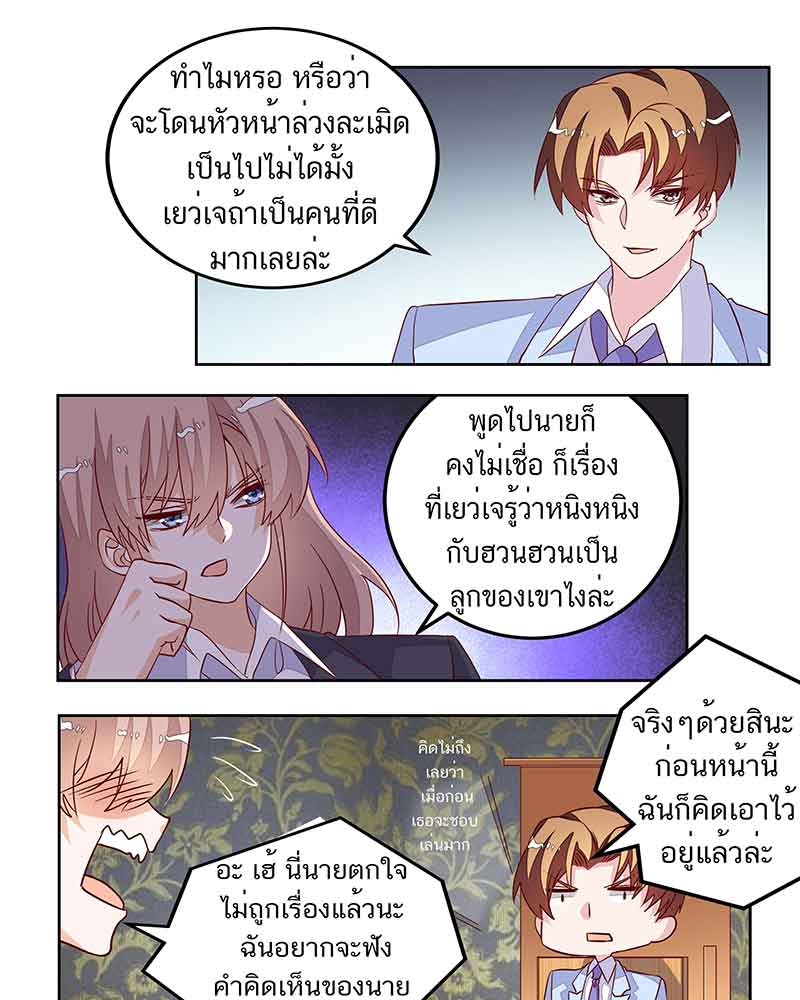 ทำไมหรอ หรือว่า
จะโดนหัวหน้าล่วงละเมิด
เป็นไปไม่ได้มั้ง
เยว่เจถ้าเป็นคนที่ดี
มากเลยล่ะ
พูดไปนายก็
คงไม่เชื่อ ก็เรื่อง
ที่เยว่เจรู้ว่าหนิงหนิง
กับฮวนฮวนเป็น
ลูกของเขาไงล่ะ
จริงๆด้วยสินะ
ก่อนหน้านี้
ฉันก็คิดเอาไว้
อยู่แล้วล่ะ
คิดไม่ถึง
เลยว่า
เมื่อก่อน
เธอจะชอบ
เล่นมาก
อะ เฮ้ นี่นายตกใจ
ไม่ถูกเรื่องแล้วนะ
ฉันอยากจะฟัง
คำคิดเห็นของนาย